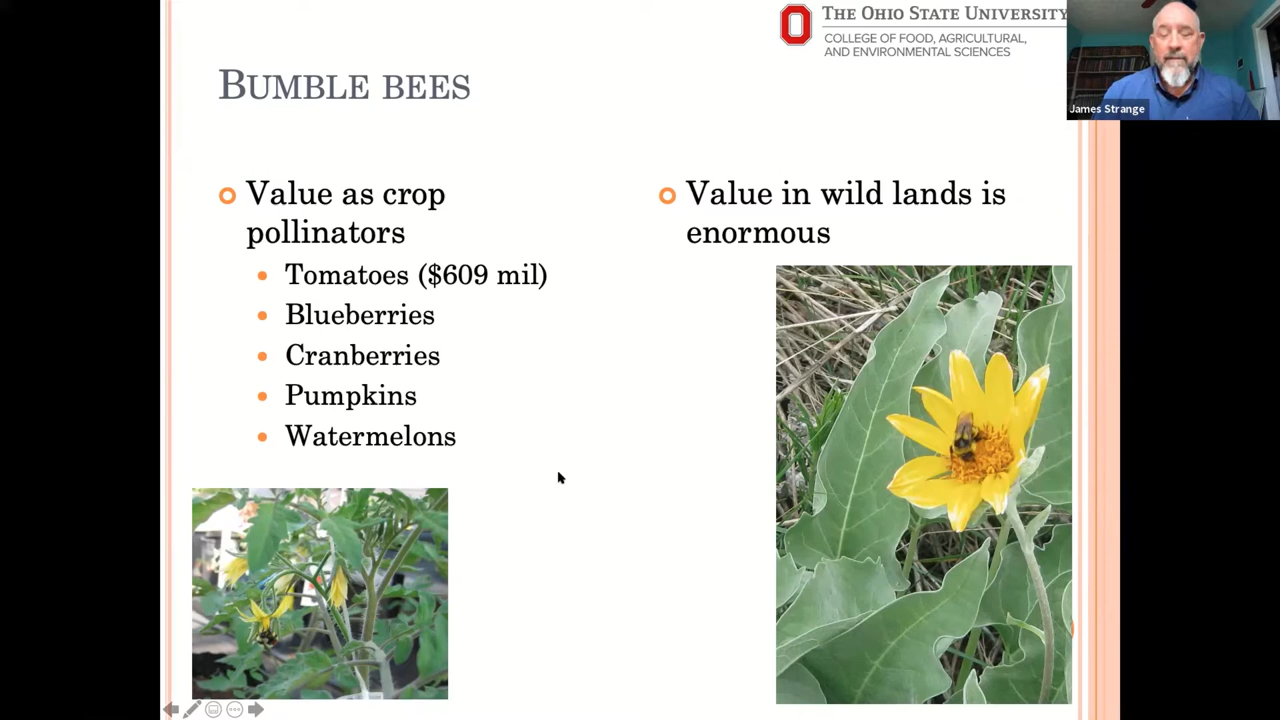 THE OHIO STATE UNIVERSITY
COLLEGE OF FOOD, AGRICULTURAL,
AND ENVIRONMENTAL SCIENCES
James Strange
BUMBLE BEES
Value as crop
pollinators
Tomatoes ($609 mil)
Blueberries
Cranberries
Pumpkins
Watermelons
Value in wild lands is
enormous